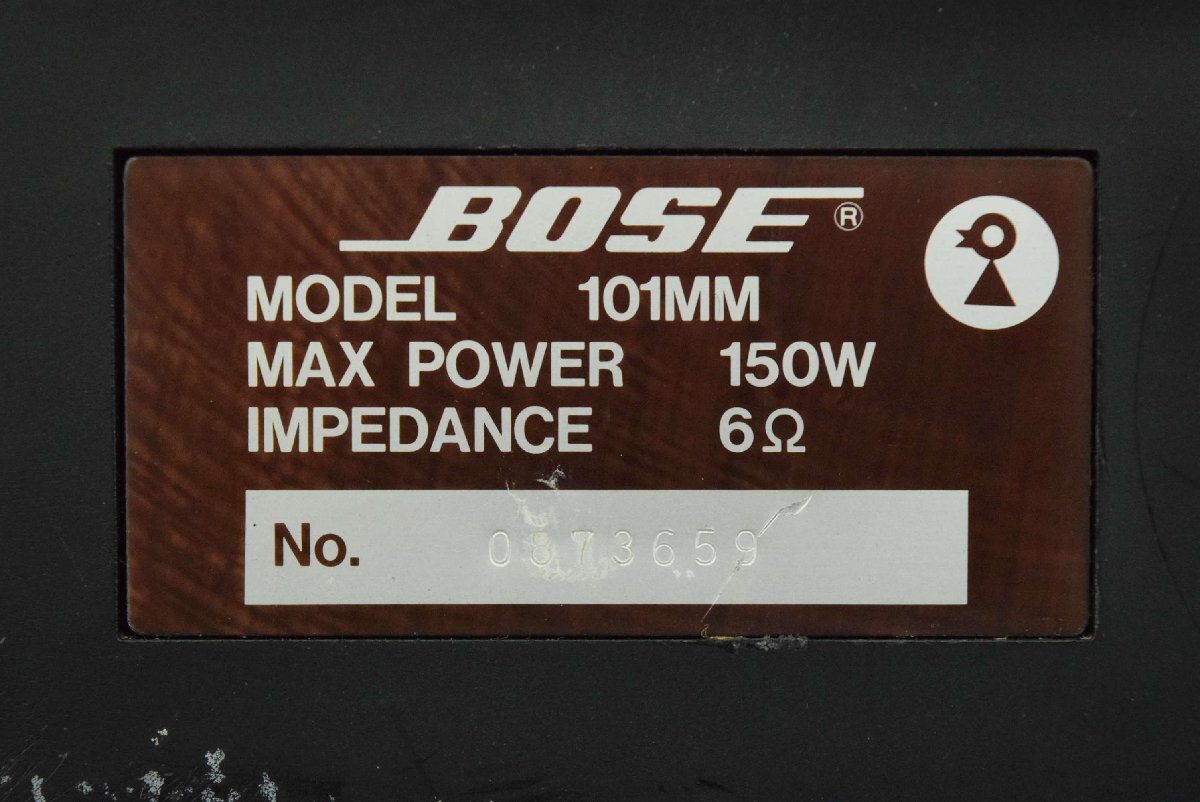 BOSE®
MODEL 101MM
MAX POWER 150W
IMPEDANCE 6Ω
No. 0873659